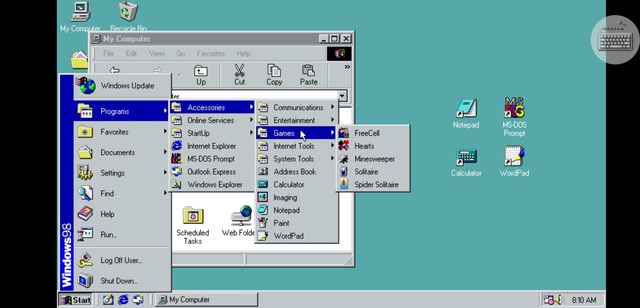 My Computer
Recycle Bin
My Computer
File Edit View Go Favorites Help
Up Cut Copy Paste
Windows Update
Programs
Favorites
Documents
Settings
Find
Help
Run...
Log Off User...
Shut Down...
Windows98
Accessories
Online Services
StartUp
Internet Explorer
MS-DOS Prompt
Outlook Express
Windows Explorer
Communications
Entertainment
Games
Internet Tools
System Tools
Address Book
Calculator
Imaging
Notepad
Paint
WordPad
FreeCell
Hearts
Minesweeper
Solitaire
Spider Solitaire
Scheduled
Tasks
Notepad
MS-DOS
Prompt
Calculator
WordPad
Start
My Computer
8:10 AM